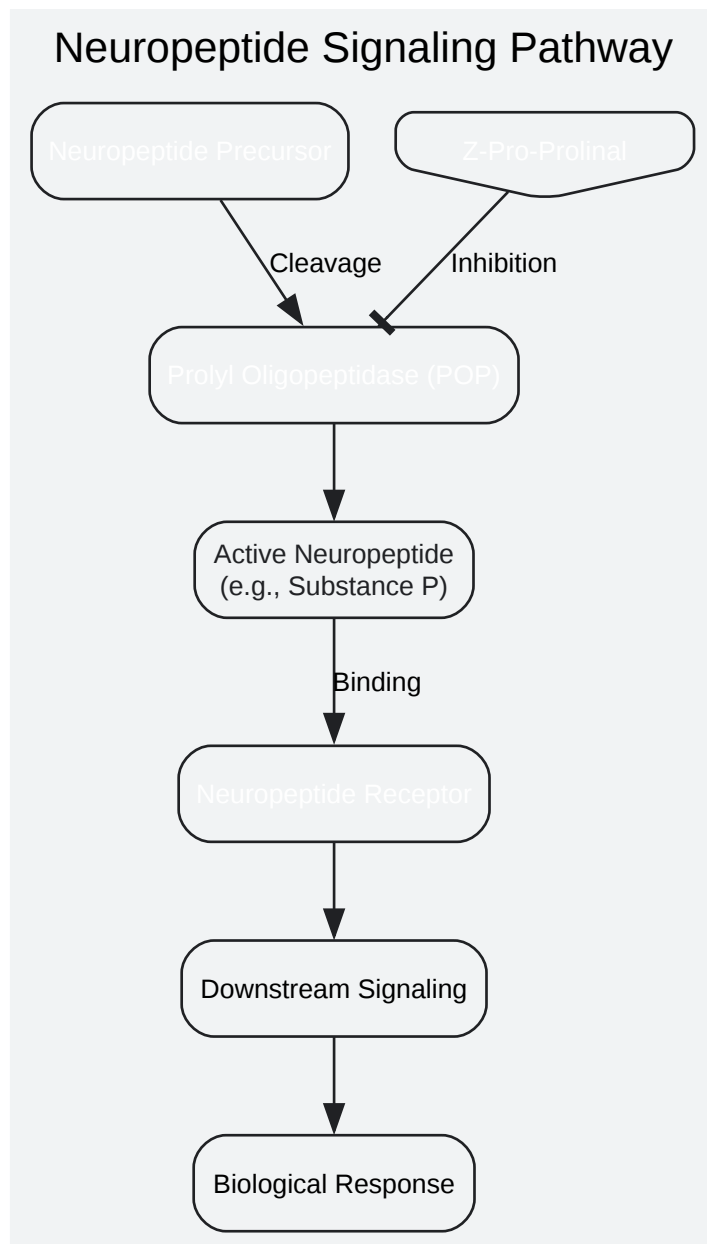 Neuropeptide Signaling Pathway
Neuropeptide Precursor
Z-Pro-Prolinal
Cleavage
Inhibition
Prolyl Oligopeptidase (POP)
Active Neuropeptide
(e.g., Substance P)
Binding
Neuropeptide Receptor
Downstream Signaling
Biological Response